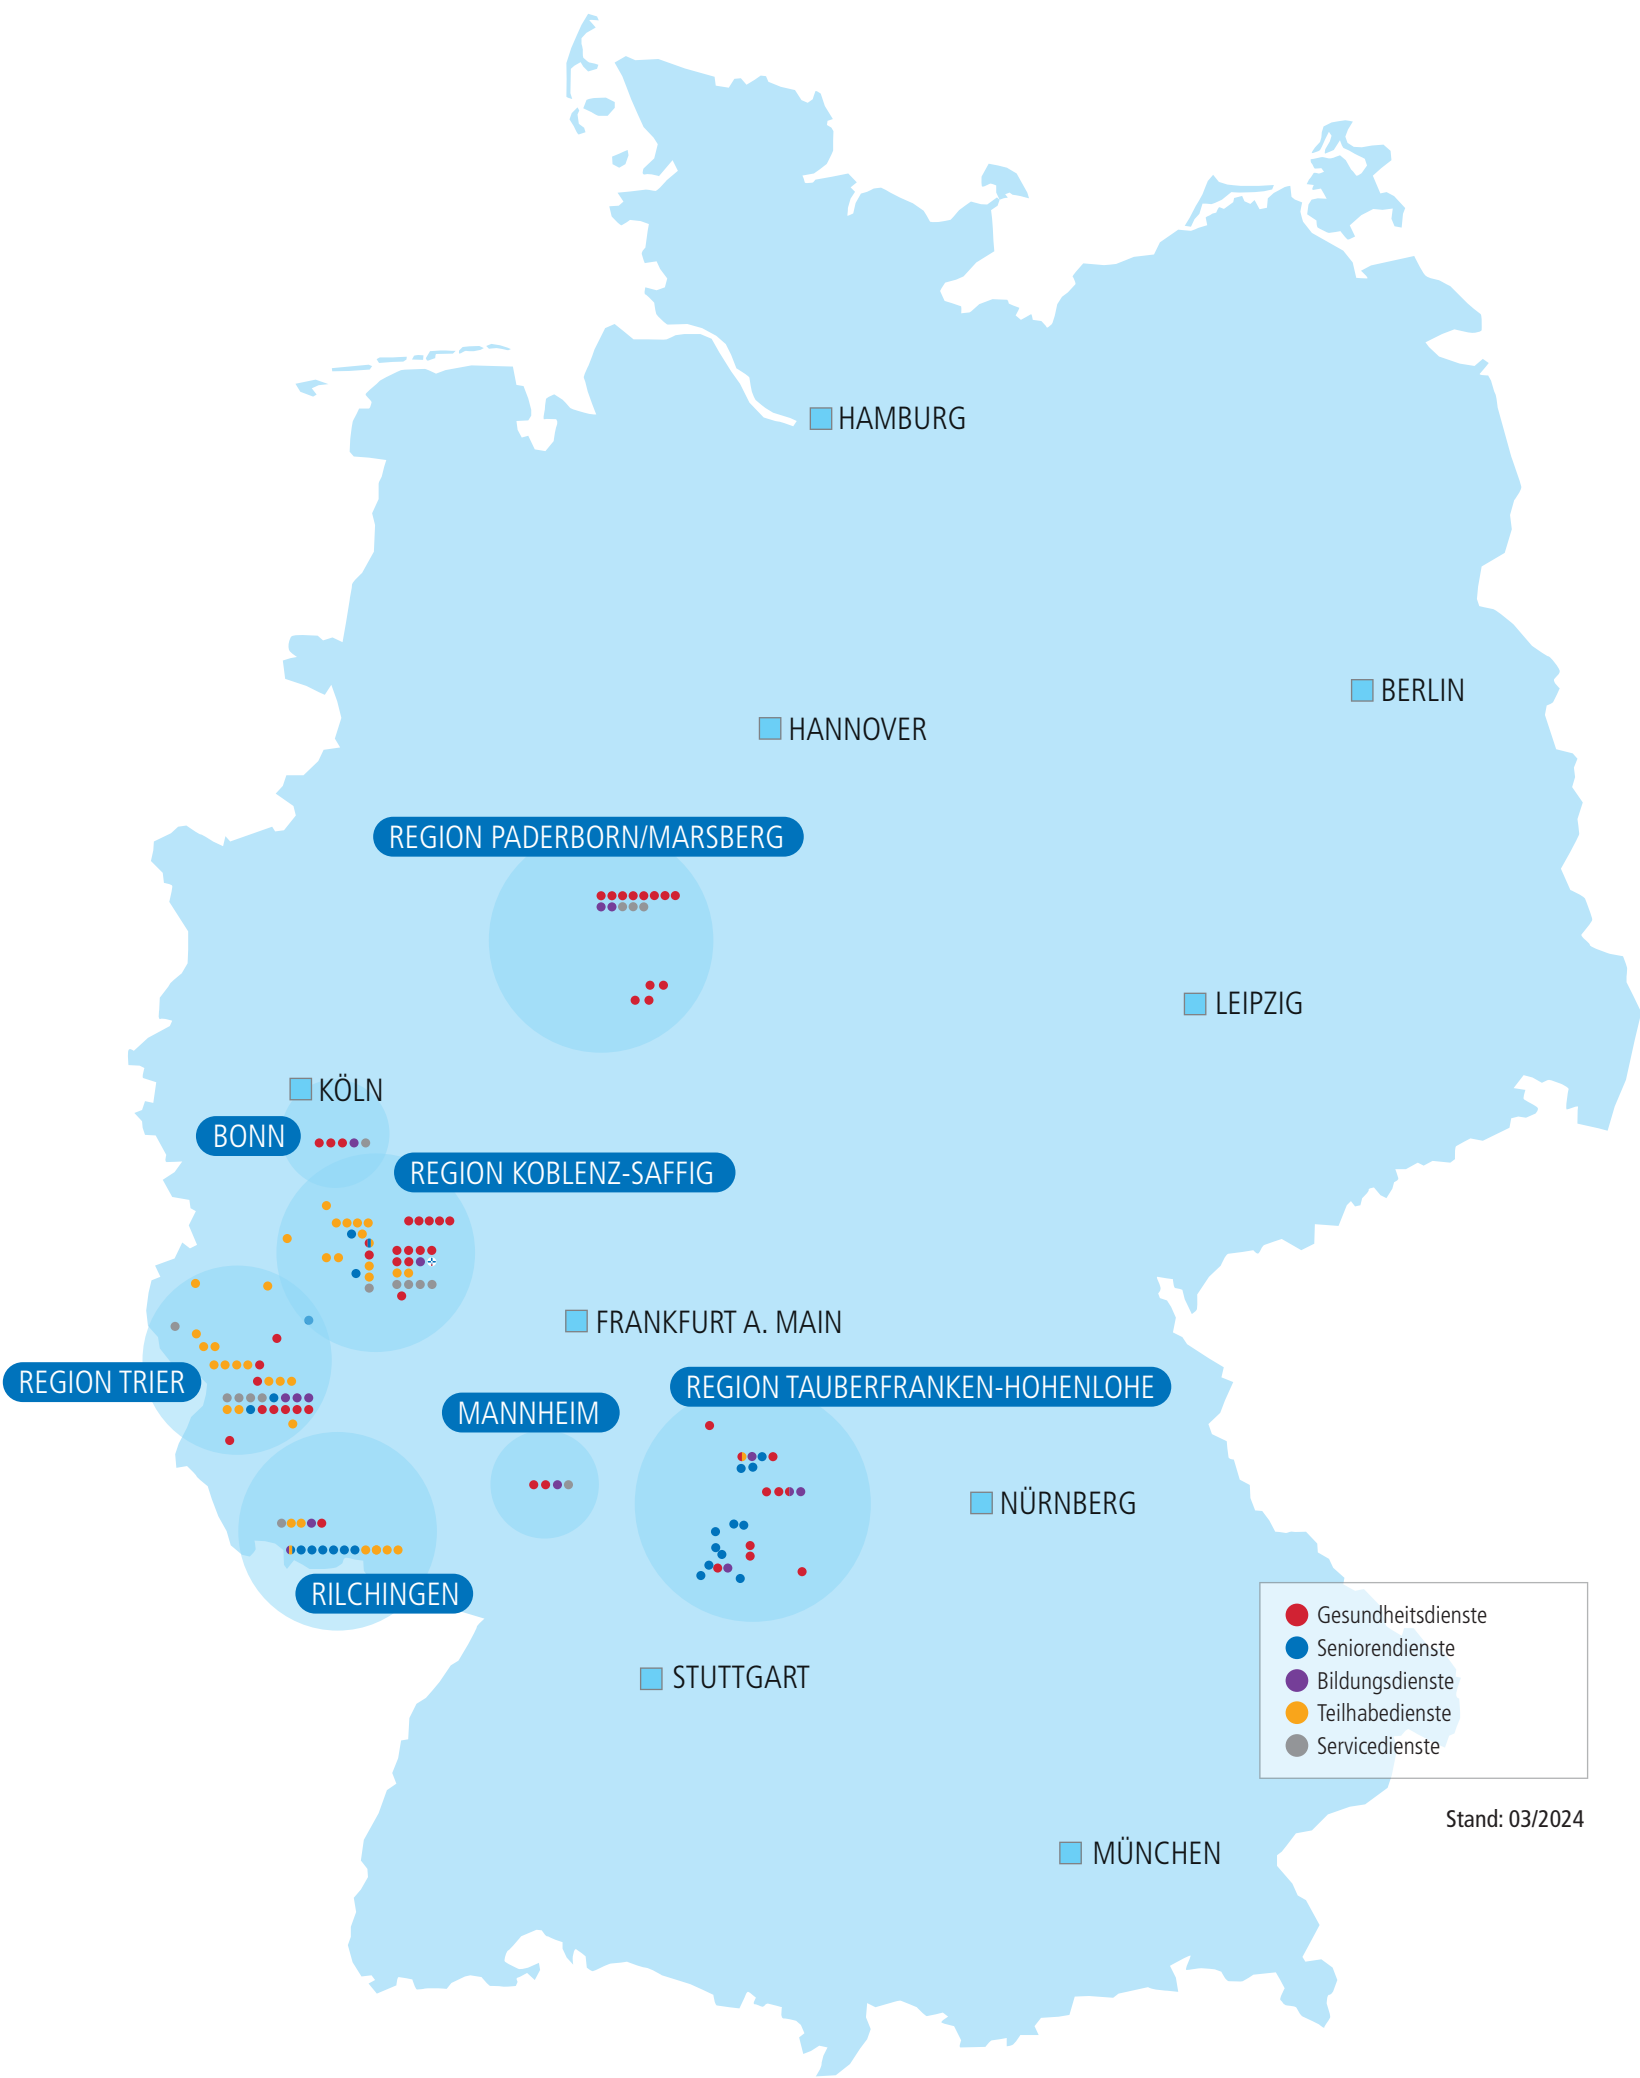 HAMBURG
BERLIN
HANNOVER
REGION PADERBORN/MARSBERG
LEIPZIG
KÖLN
BONN
REGION KOBLENZ-SAFFIG
FRANKFURT A. MAIN
REGION TRIER
REGION TAUBERFRANKEN-HOHENLOHE
MANNHEIM
NÜRNBERG
RILCHINGEN
Gesundheitsdienste
Seniorendienste
Bildungsdienste
Teilhabedienste
Servicedienste
STUTTGART
Stand: 03/2024
MÜNCHEN